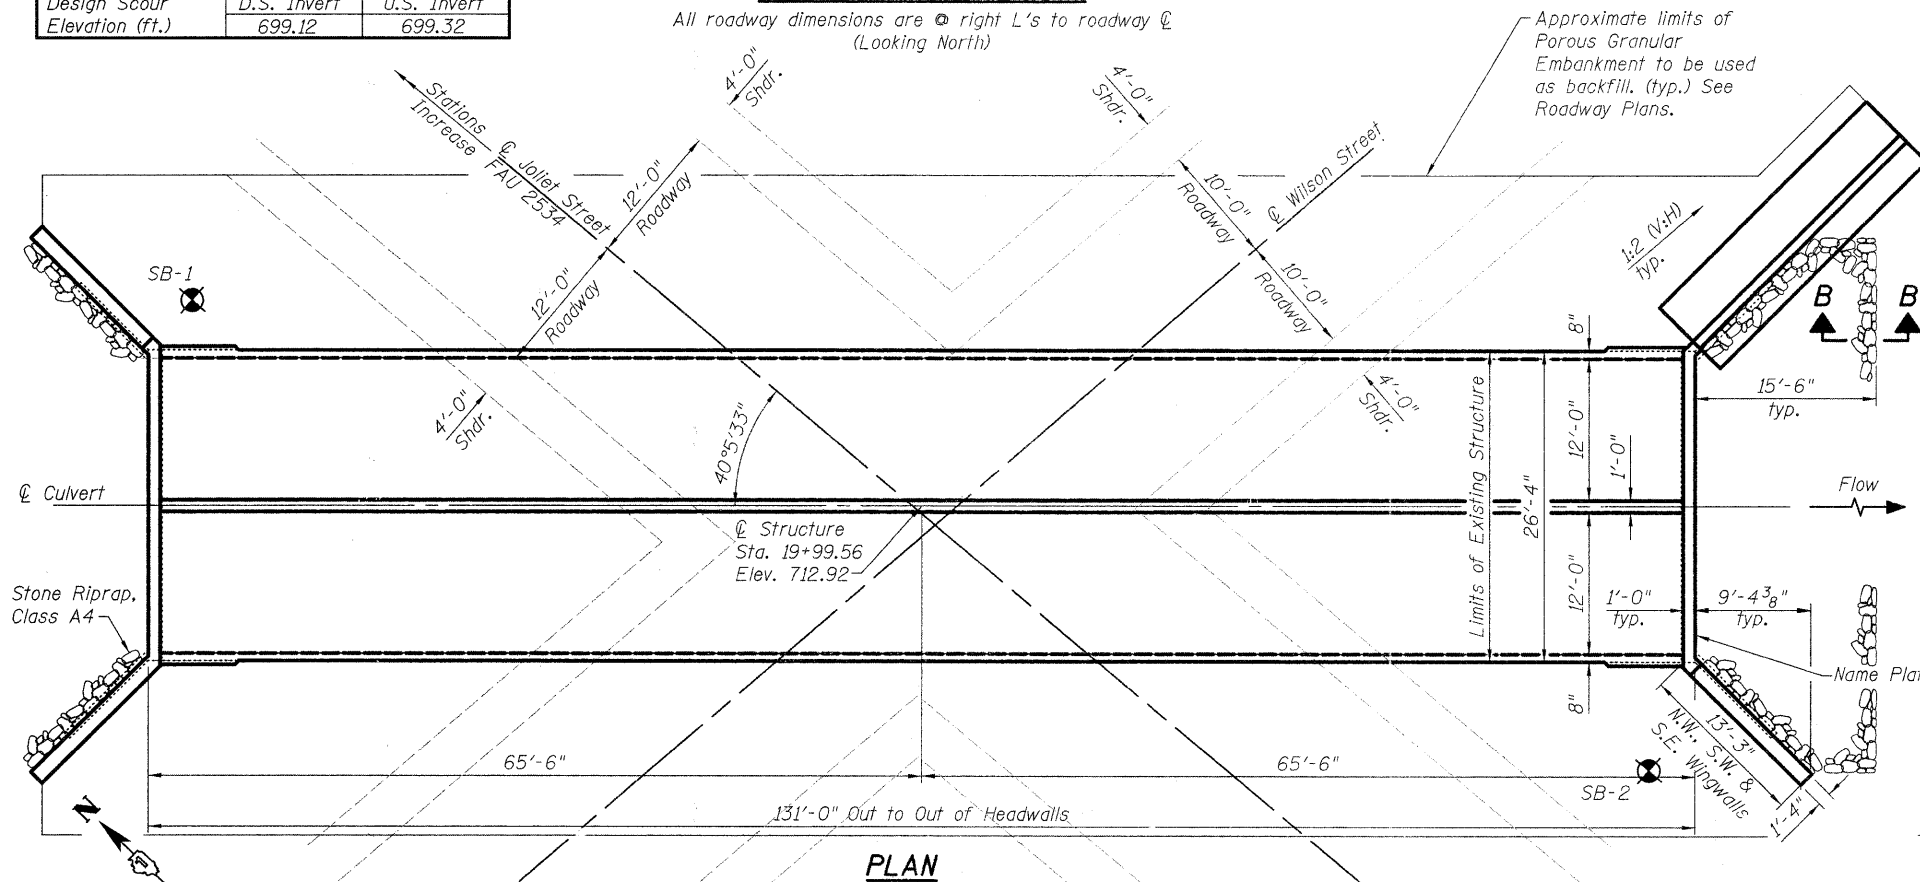 Design Scour D.S. Invert U.S. Invert
Elevation (ft.) 699.12 699.32
All roadway dimensions are @ right L's to roadway ℄
(Looking North)
Approximate limits of
Porous Granular
Embankment to be used
as backfill. (typ.) See
Roadway Plans.
Stations
Increase
℄ Joliet Street
FAU 2534
4'-0"
Shdr.
4'-0"
Shdr.
12'-0"
Roadway
12'-0"
Roadway
10'-0"
Roadway
10'-0"
Roadway
℄ Wilson Street
1:2 (V:H)
typ.
SB-1
B B
8"
15'-6"
typ.
4'-0"
Shdr.
4'-0"
Shdr.
40°5'33"
Limits of Existing Structure
26'-4"
12'-0"
1'-0"
℄ Culvert
Flow
℄ Structure
Sta. 19+99.56
Elev. 712.92
Stone Riprap,
Class A4
12'-0"
1'-0"
typ.
9'-4 3/8"
typ.
Name Plat
8"
13'-3"
N.W., S.W. &
S.E. Wingwalls
1'-4"
65'-6" 65'-6"
SB-2
131'-0" Out to Out of Headwalls
N
PLAN